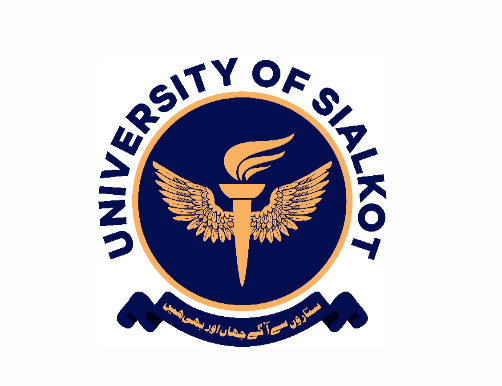 UNIVERSITY OF SIALKOT
ستاروں سے آگے جہاں اور بھی ہیں